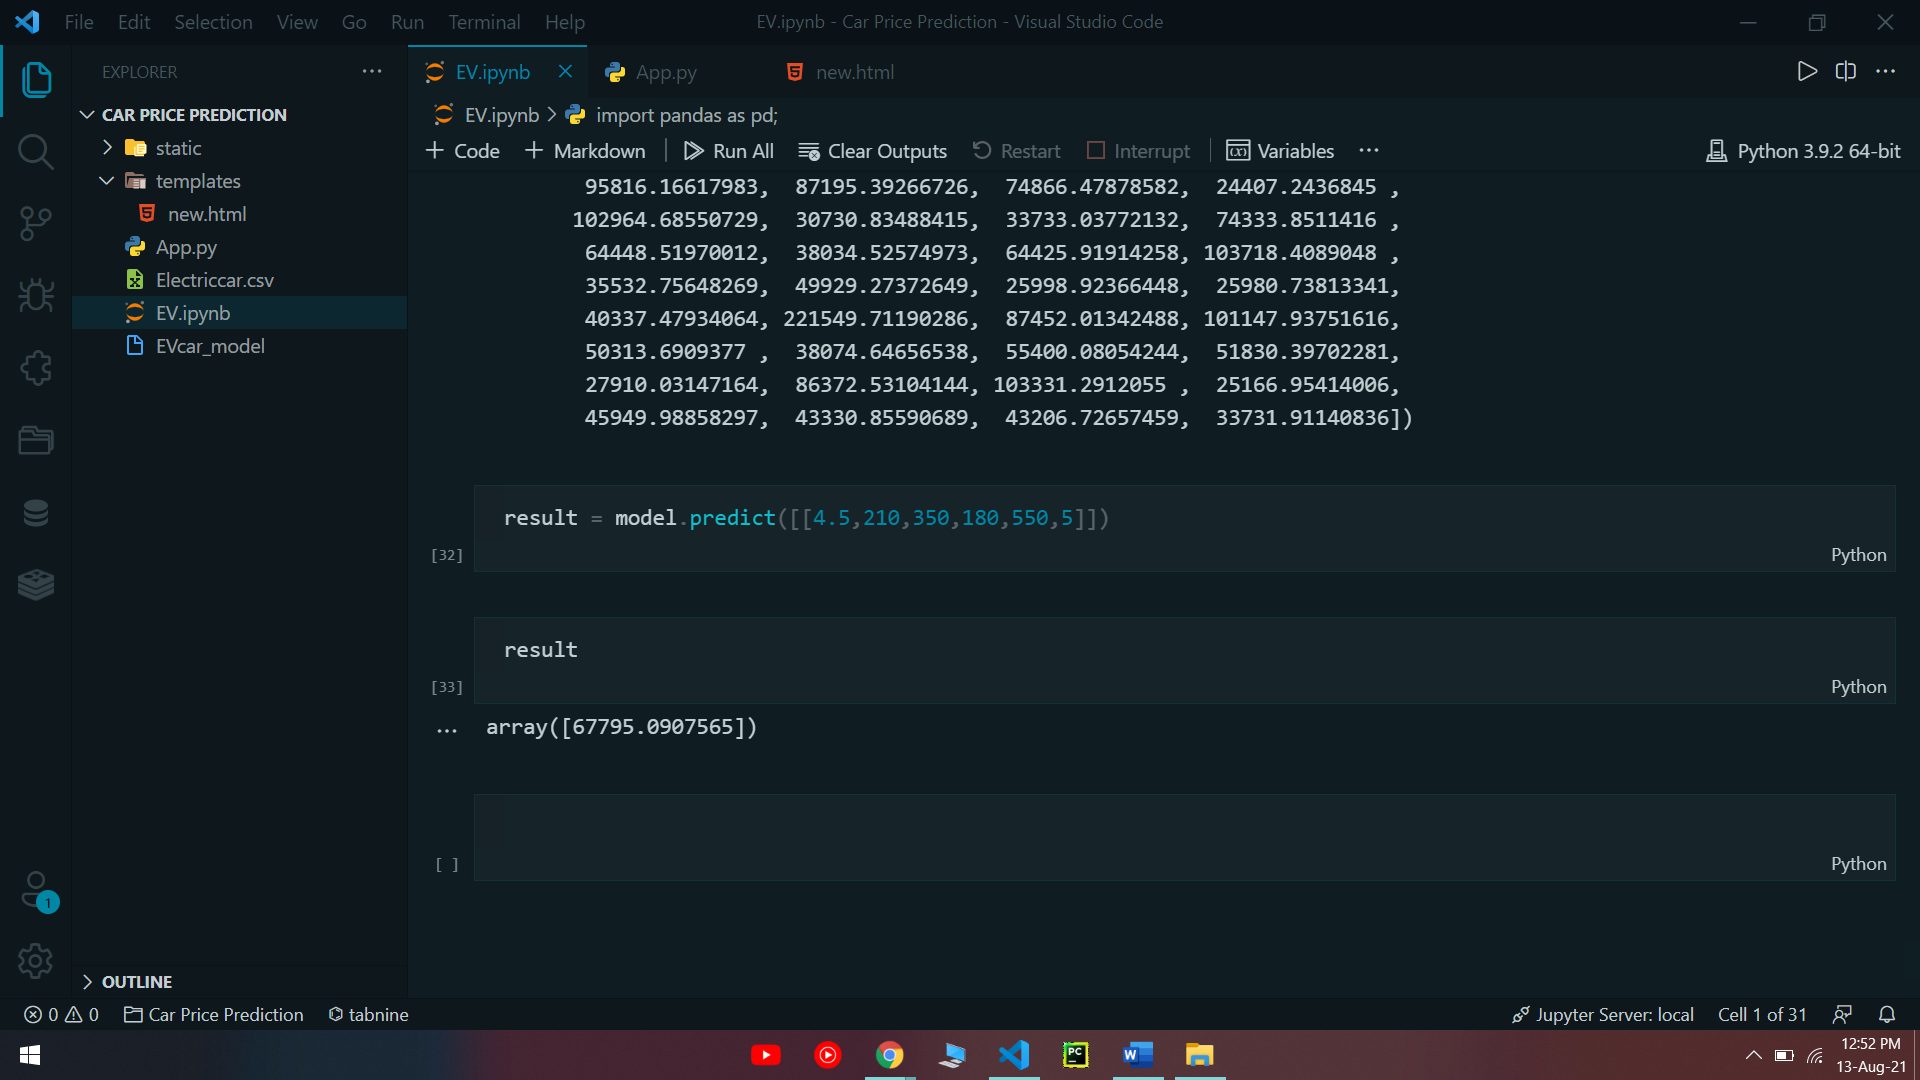 File Edit Selection View Go Run Terminal Help
EV.ipynb - Car Price Prediction - Visual Studio Code
EXPLORER
EV.ipynb
App.py
new.html
CAR PRICE PREDICTION
static
templates
new.html
App.py
Electriccar.csv
EV.ipynb
EVcar_model
EV.ipynb > import pandas as pd;
+ Code + Markdown Run All Clear Outputs Restart Interrupt Variables ...
Python 3.9.2 64-bit
95816.16617983, 87195.39266726, 74866.47878582, 24407.2436845 ,
102964.68550729, 30730.83488415, 33733.03772132, 74333.8511416 ,
64448.51970012, 38034.52574973, 64425.91914258, 103718.4089048 ,
35532.75648269, 49929.27372649, 25998.92366448, 25980.73813341,
40337.47934064, 221549.71190286, 87452.01342488, 101147.93751616,
50313.6909377 , 38074.64656538, 55400.08054244, 51830.39702281,
27910.03147164, 86372.53104144, 103331.2912055 , 25166.95414006,
45949.98858297, 43330.85590689, 43206.72657459, 33731.91140836])
result = model.predict([[4.5,210,350,180,550,5]])
[32]
Python
result
[33]
Python
... array([67795.0907565])
[ ]
Python
1
OUTLINE
0 0 Car Price Prediction tabnine
Jupyter Server: local Cell 1 of 31
PC
W
12:52 PM
13-Aug-21